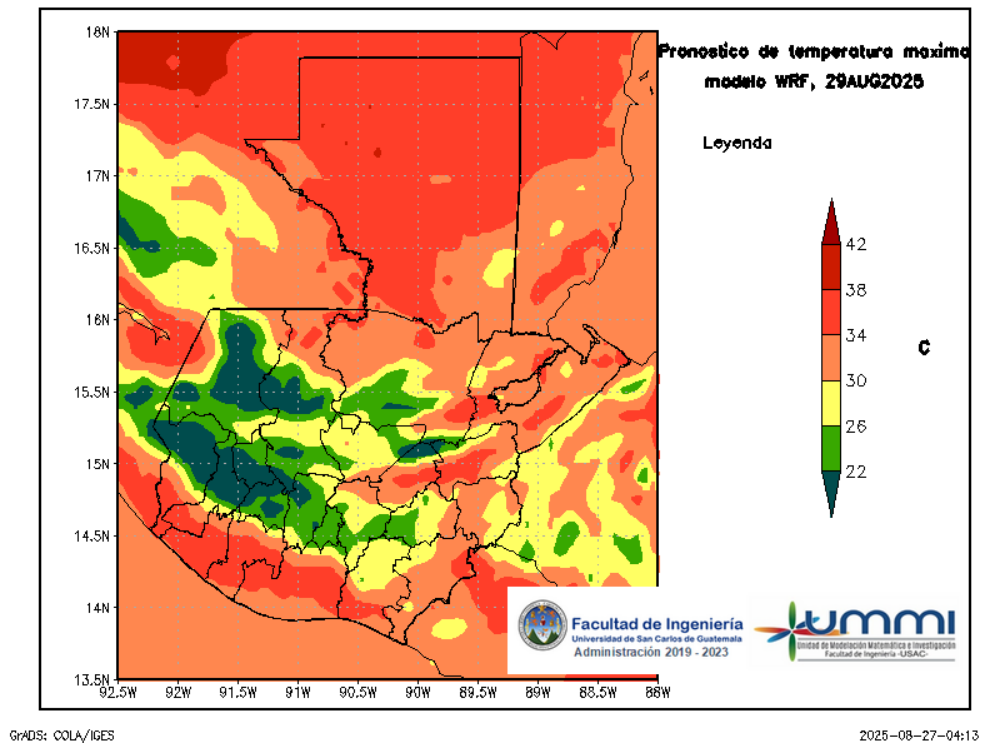 Pronostico de temperatura maxima
modelo WRF, 29AUG2025
Leyenda
18N
17.5N
17N
16.5N
16N
15.5N
15N
14.5N
14N
13.5N
92.5W 92W 91.5W 91W 90.5W 90W 89.5W 89W 88.5W 88W
42
38
34
30
26
22
C
Facultad de Ingeniería
Universidad de San Carlos de Guatemala
Administración 2019 - 2023
ummi
Unidad de Modelación Matemática e Investigación
Facultad de Ingeniería -USAC-
GrADS: COLA/IGES
2025-08-27-04:13